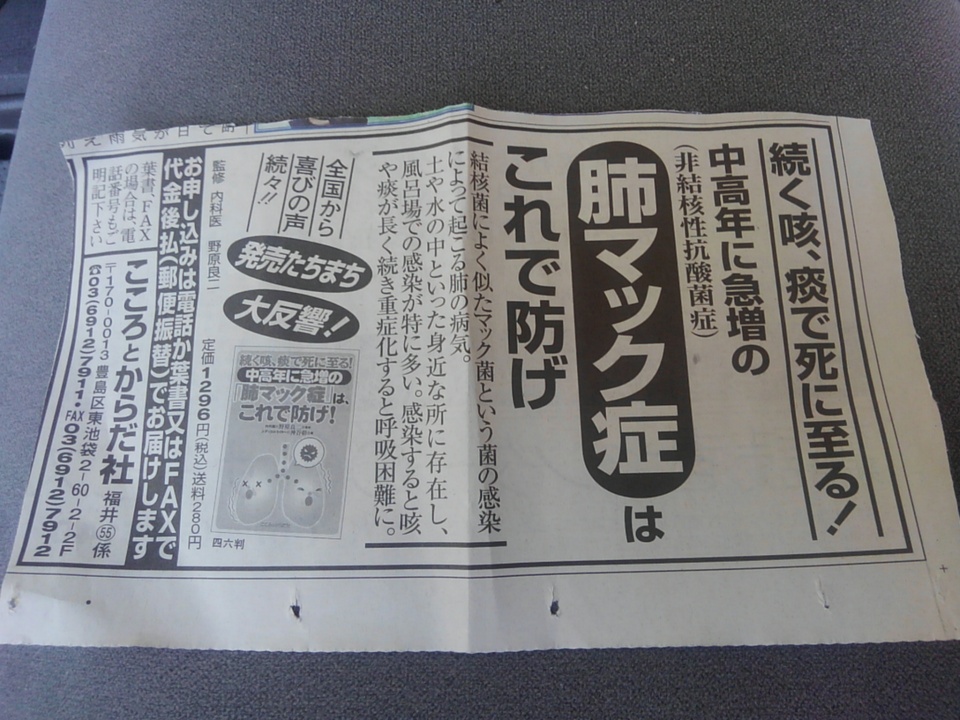 続く咳、痰で死に至る!
中高年に急増の
(非結核性抗酸菌症)
肺マック症は
これで防げ
結核菌によく似たマック菌という菌の感染
によって起こる肺の病気。
土や水の中といった身近な所に存在し、
風呂場での感染が特に多い。感染すると咳
や痰が長く続き重症化すると呼吸困難に。
全国から
喜びの声
続々!!
発売たちまち
大反響!
続く咳、痰で死に至る!
中高年に急増の
「肺マック症」は、
これで防げ!
四六判
監修 内科医 野原良二
定価1296円(税込)送料280円
お申し込みは電話か葉書又はFAXで
代金後払(郵便振替)でお届けします
葉書、FAX
の場合は、電
話番号もご
明記下さい
こころとからだ社 福井55係
〒170-0013 豊島区東池袋2-60-2-2F
☎03(6912)7911・FAX 03(6912)7912